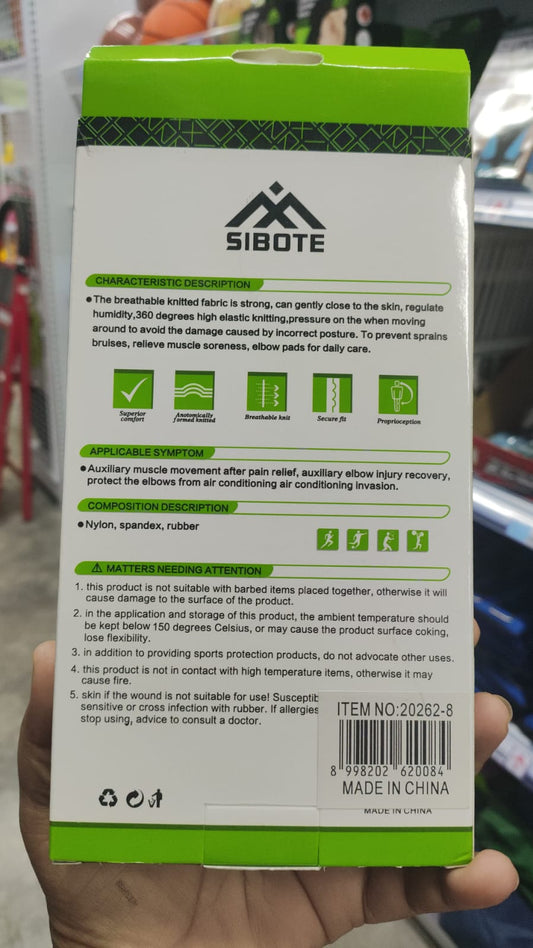 SIBOTE
CHARACTERISTIC DESCRIPTION
●The breathable knitted fabric is strong, can gently close to the skin, regulate
humidity,360 degrees high elastic knitting,pressure on the when moving
around to avoid the damage caused by incorrect posture. To prevent sprains
bruises, relieve muscle soreness, elbow pads for daily care.
Superior
comfort
Anotomically
formed knitted
Breathable knit
Secure fit
Proprioception
APPLICABLE SYMPTOM
●Auxiliary muscle movement after pain relief, auxiliary elbow injury recovery,
protect the elbows from air conditioning air conditioning invasion.
COMPOSITION DESCRIPTION
●Nylon, spandex, rubber
⚠ MATTERS NEEDING ATTENTION
1. this product is not suitable with barbed items placed together, otherwise it will
cause damage to the surface of the product.
2. in the application and storage of this product, the ambient temperature should
be kept below 150 degrees Celsius, or may cause the product surface coking,
lose flexibility.
3. in addition to providing sports protection products, do not advocate other uses.
4. this product is not in contact with high temperature items, otherwise it may
cause fire.
5. skin if the wound is not suitable for use! Susceptib
sensitive or cross infection with rubber. If allergies
stop using, advice to consult a doctor.
ITEM NO:20262-8
8 998202 620084
MADE IN CHINA
MADE IN CHINA